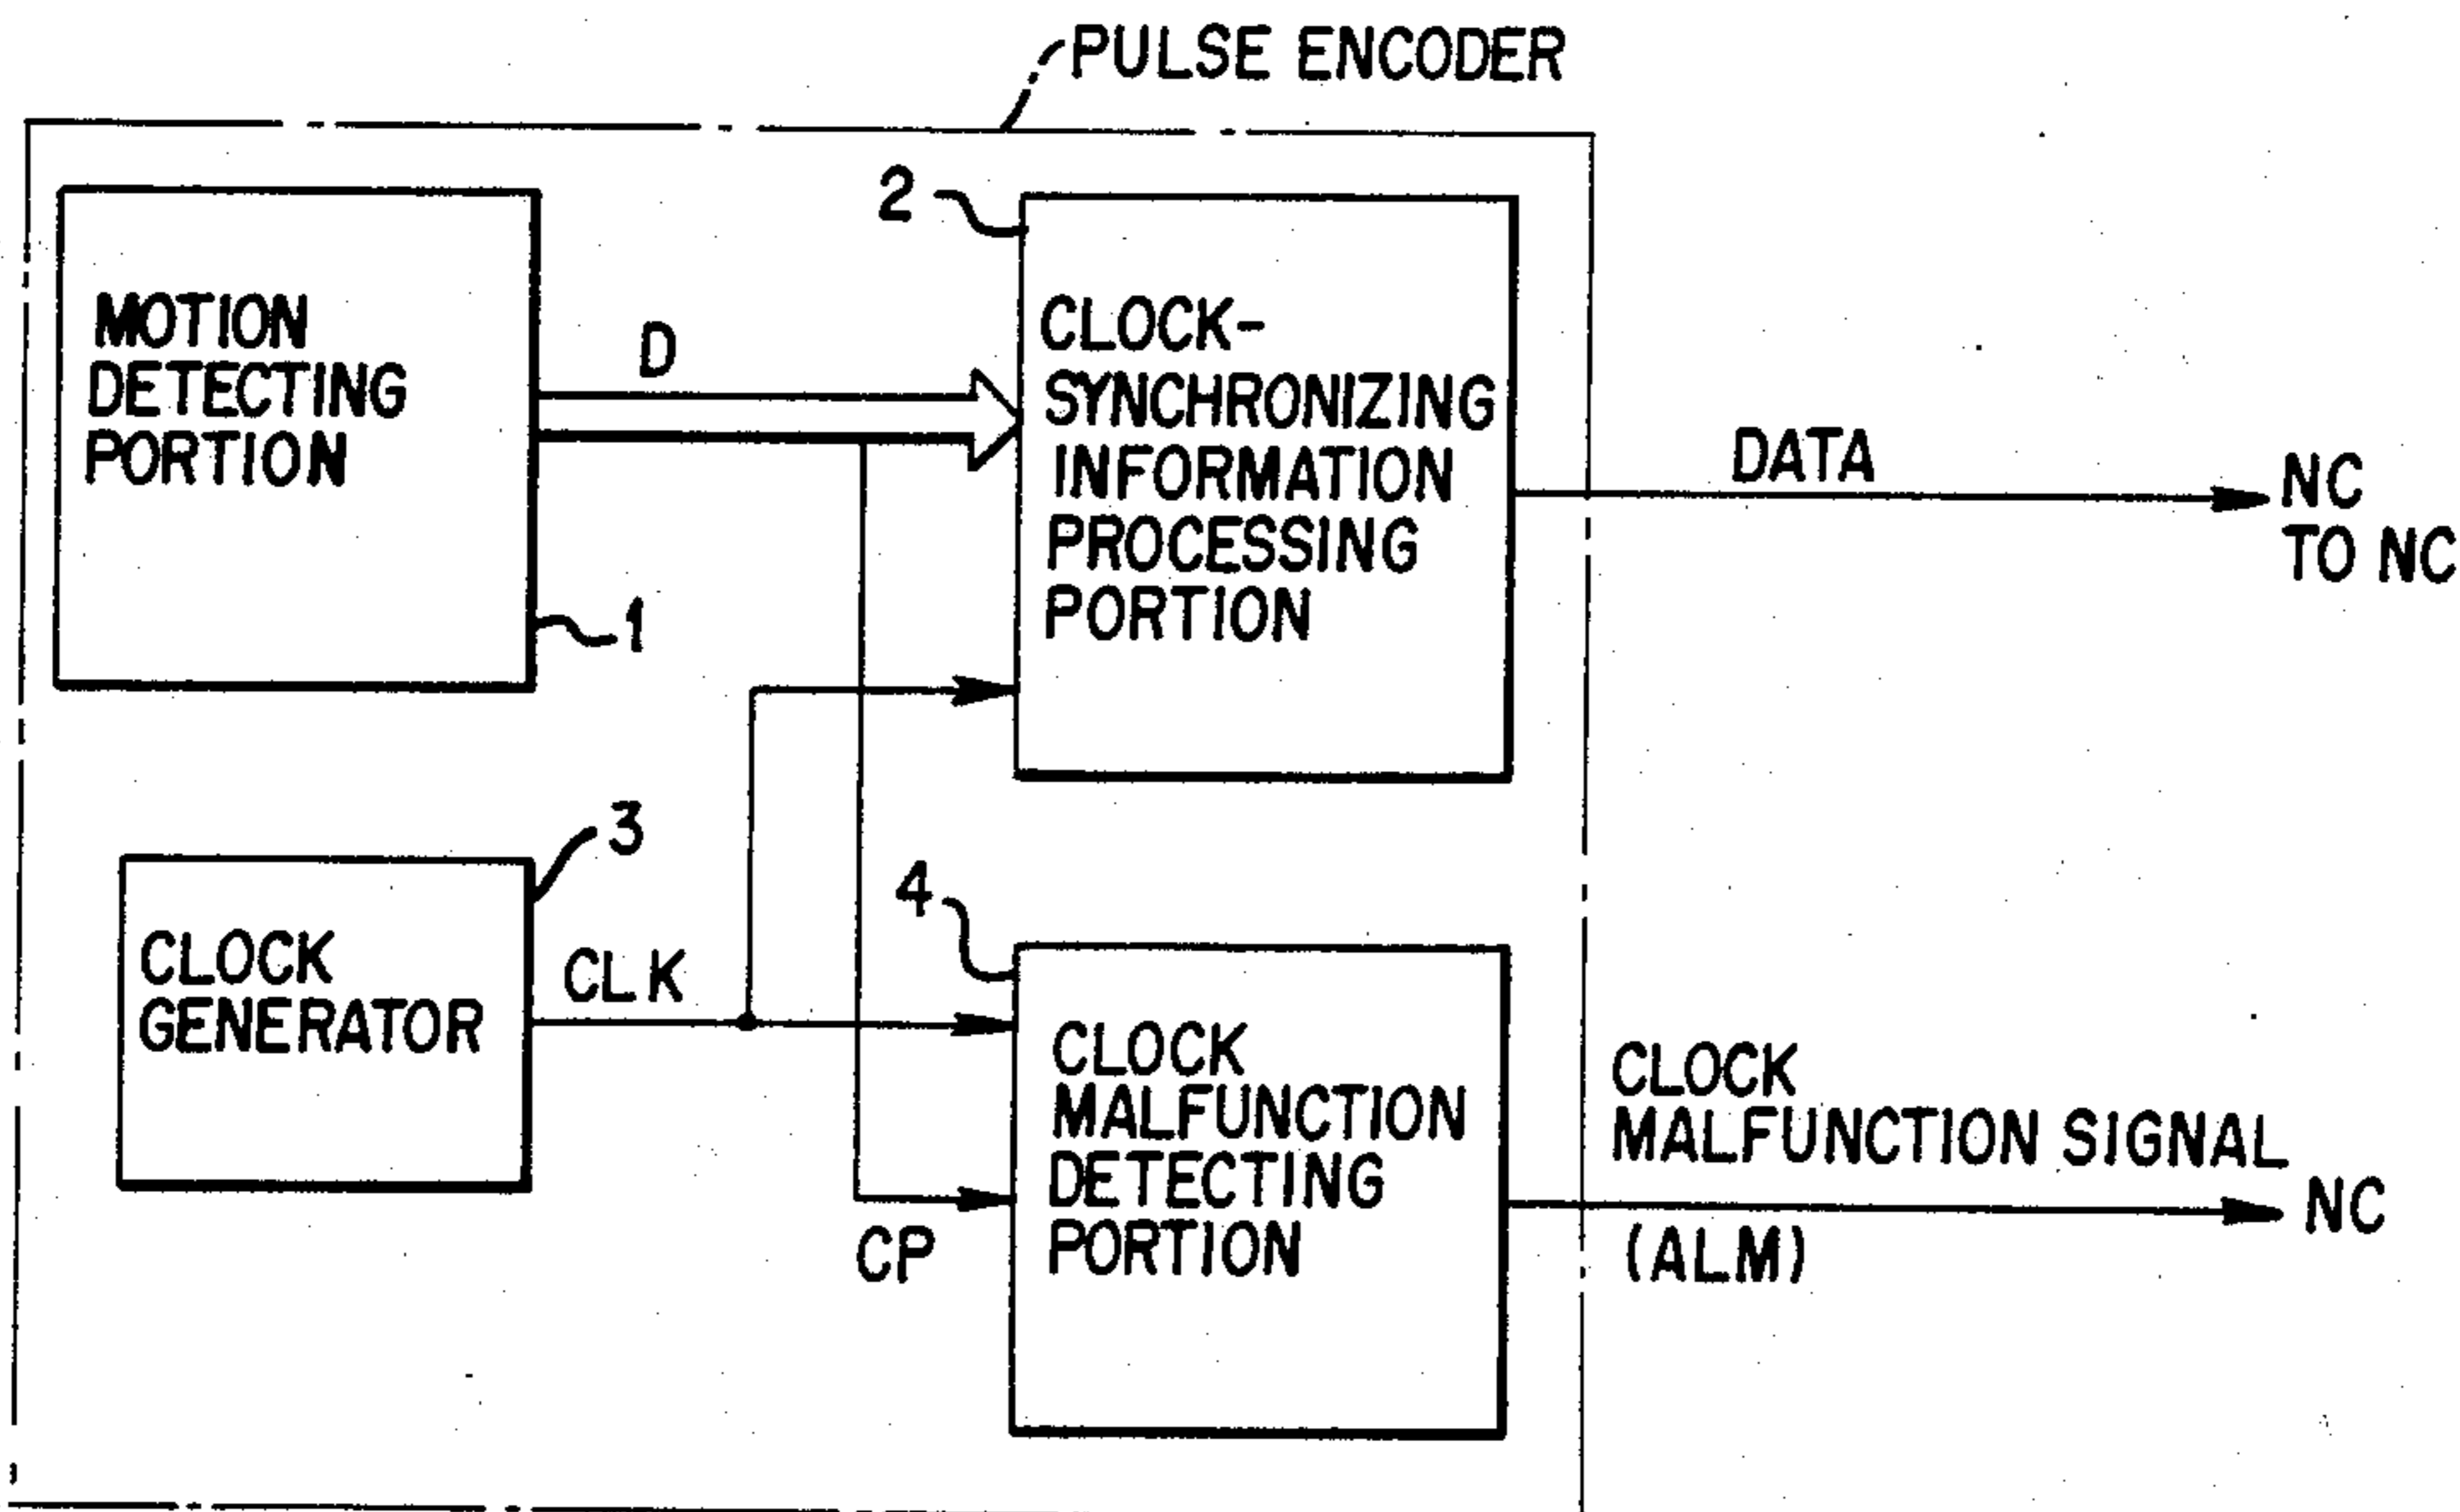 PULSE ENCODER
2
MOTION
DETECTING
PORTION
D
CLOCK-
SYNCHRONIZING
INFORMATION
PROCESSING
PORTION
DATA
NC
TO NC
1
3
CLOCK
GENERATOR
CLK
4
CLOCK
MALFUNCTION
DETECTING
PORTION
CP
CLOCK
MALFUNCTION SIGNAL
NC
(ALM)